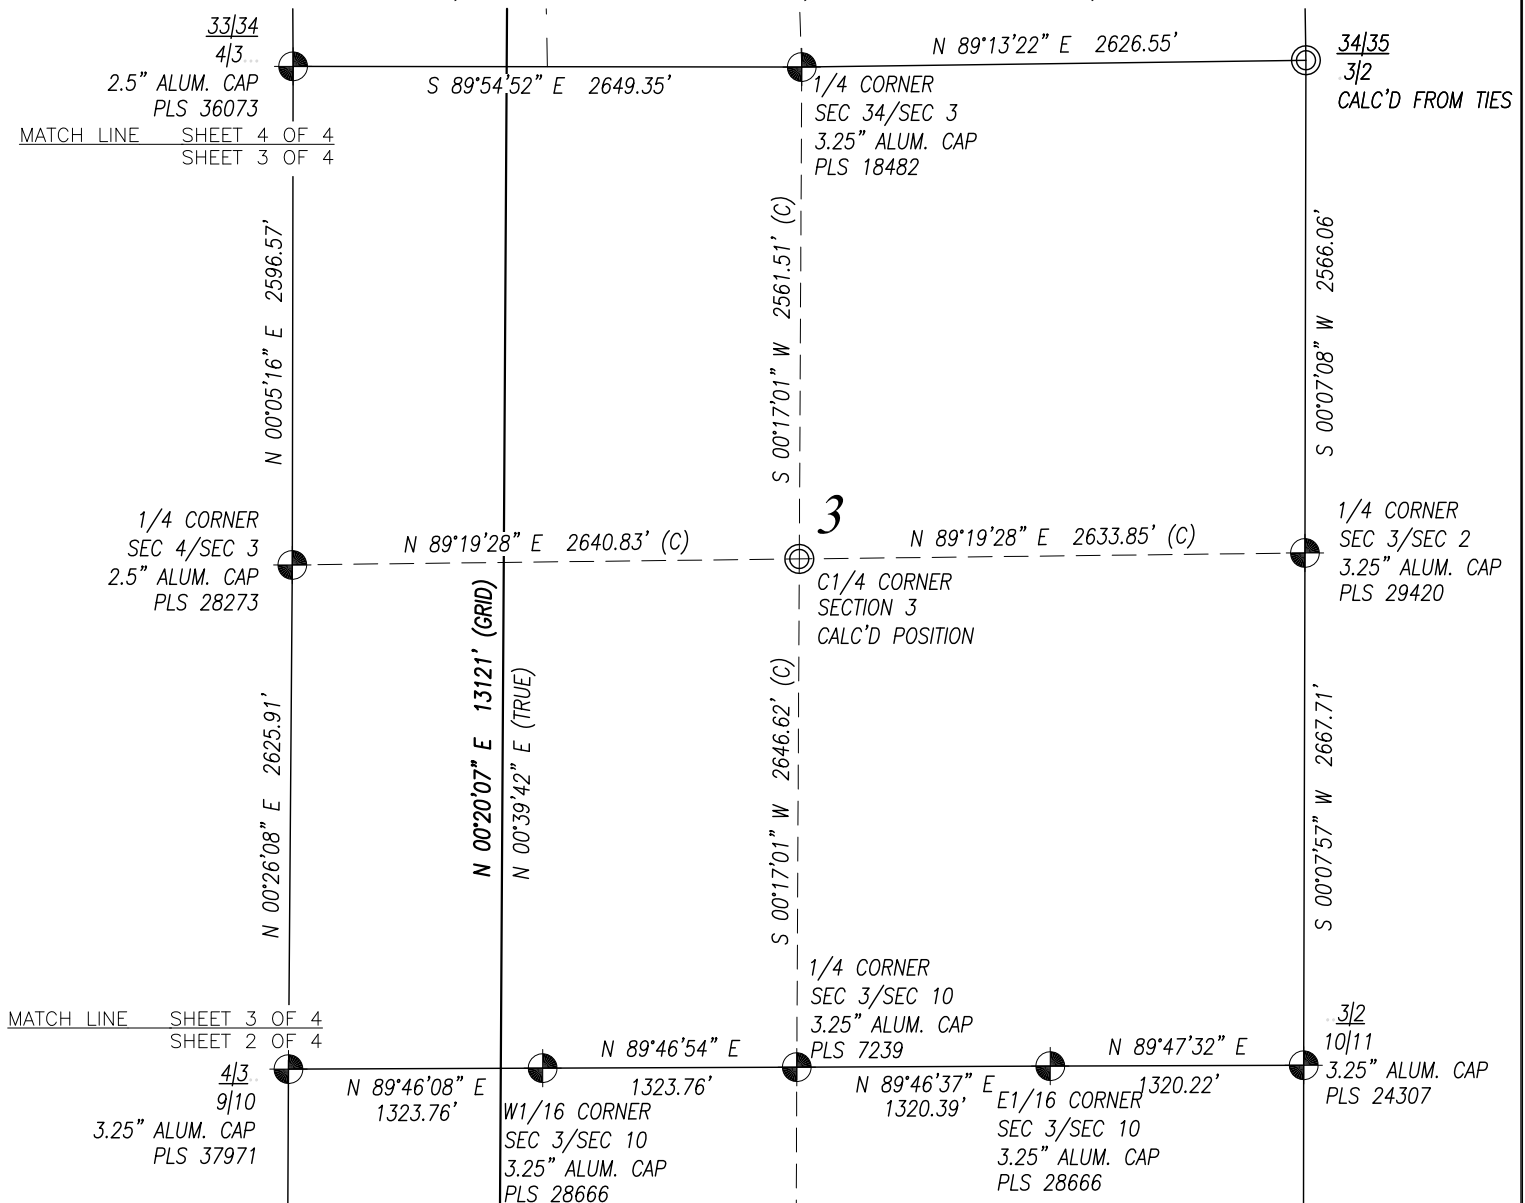 33|34
4|3
2.5" ALUM. CAP
PLS 36073
MATCH LINE SHEET 4 OF 4
SHEET 3 OF 4
S 89°54'52" E 2649.35'
N 89°13'22" E 2626.55'
34|35
3|2
CALC'D FROM TIES
1/4 CORNER
SEC 34/SEC 3
3.25" ALUM. CAP
PLS 18482
N 00°05'16" E 2596.57'
S 00°17'01" W 2561.51' (C)
S 00°07'08" W 2566.06'
1/4 CORNER
SEC 4/SEC 3
2.5" ALUM. CAP
PLS 28273
N 89°19'28" E 2640.83' (C)
3
N 89°19'28" E 2633.85' (C)
C1/4 CORNER
SECTION 3
CALC'D POSITION
1/4 CORNER
SEC 3/SEC 2
3.25" ALUM. CAP
PLS 29420
N 00°26'08" E 2625.91'
N 00°20'07" E 13121' (GRID)
N 00°39'42" E (TRUE)
S 00°17'01" W 2646.62' (C)
S 00°07'57" W 2667.71'
MATCH LINE SHEET 3 OF 4
SHEET 2 OF 4
4|3
9|10
3.25" ALUM. CAP
PLS 37971
N 89°46'08" E
1323.76'
W1/16 CORNER
SEC 3/SEC 10
3.25" ALUM. CAP
PLS 28666
N 89°46'54" E
1323.76'
1/4 CORNER
SEC 3/SEC 10
3.25" ALUM. CAP
PLS 7239
N 89°46'37" E
1320.39'
E1/16 CORNER
SEC 3/SEC 10
3.25" ALUM. CAP
PLS 28666
N 89°47'32" E
1320.22'
3|2
10|11
3.25" ALUM. CAP
PLS 24307